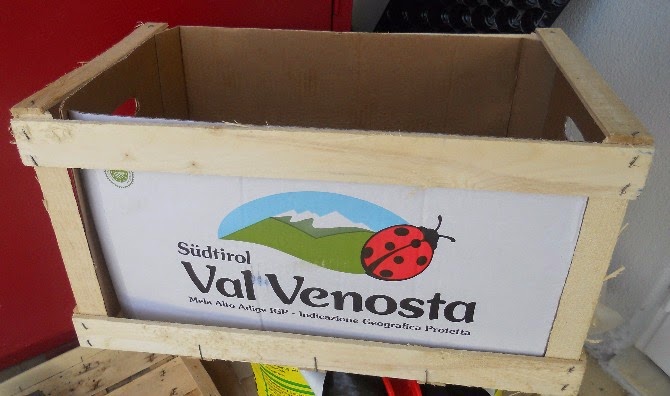 Südtirol
Val Venosta
Mele Alto Adige IGP - Indicazione Geografica Protetta